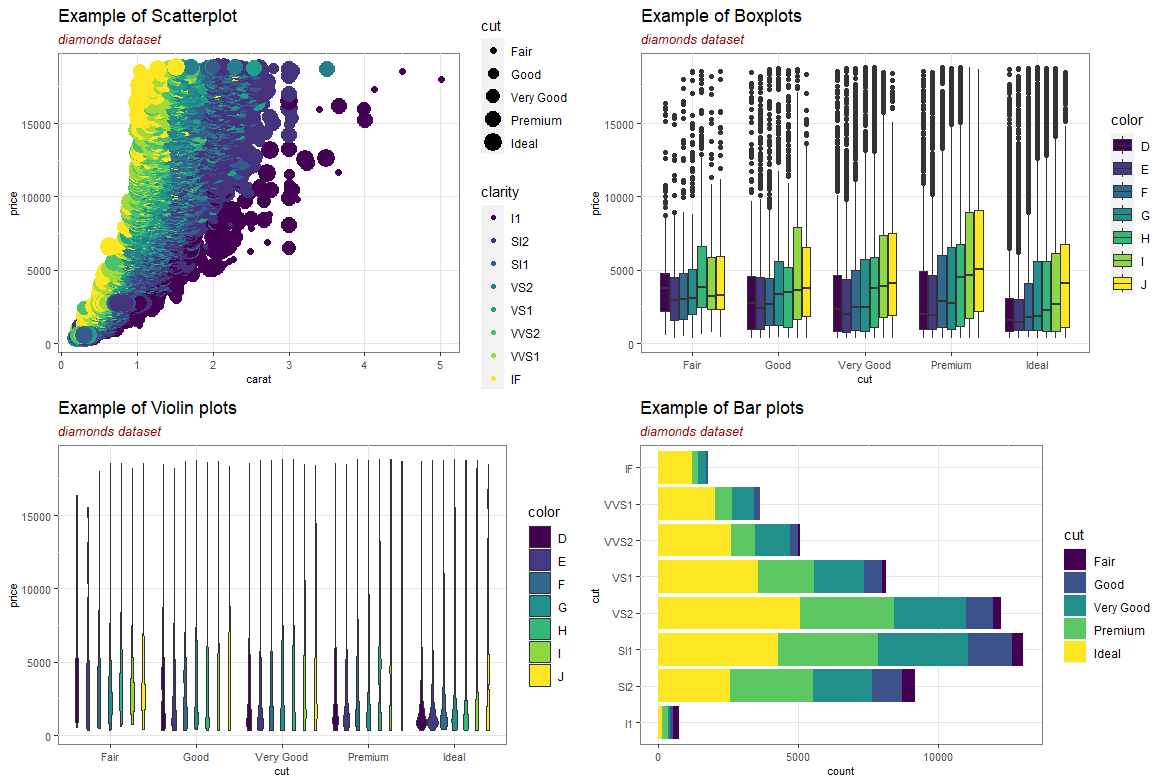 Example of Scatterplot
diamonds dataset
price
15000
10000
5000
0
0 1 2 3 4 5
carat
cut
Fair
Good
Very Good
Premium
Ideal
clarity
I1
SI2
SI1
VS2
VS1
VVS2
VVS1
IF
Example of Boxplots
diamonds dataset
price
15000
10000
5000
0
Fair Good Very Good Premium Ideal
cut
color
D
E
F
G
H
I
J
Example of Violin plots
diamonds dataset
price
15000
10000
5000
0
Fair Good Very Good Premium Ideal
cut
color
D
E
F
G
H
I
J
Example of Bar plots
diamonds dataset
cut
IF
VVS1
VVS2
VS1
VS2
SI1
SI2
I1
0 5000 10000
count
cut
Fair
Good
Very Good
Premium
Ideal